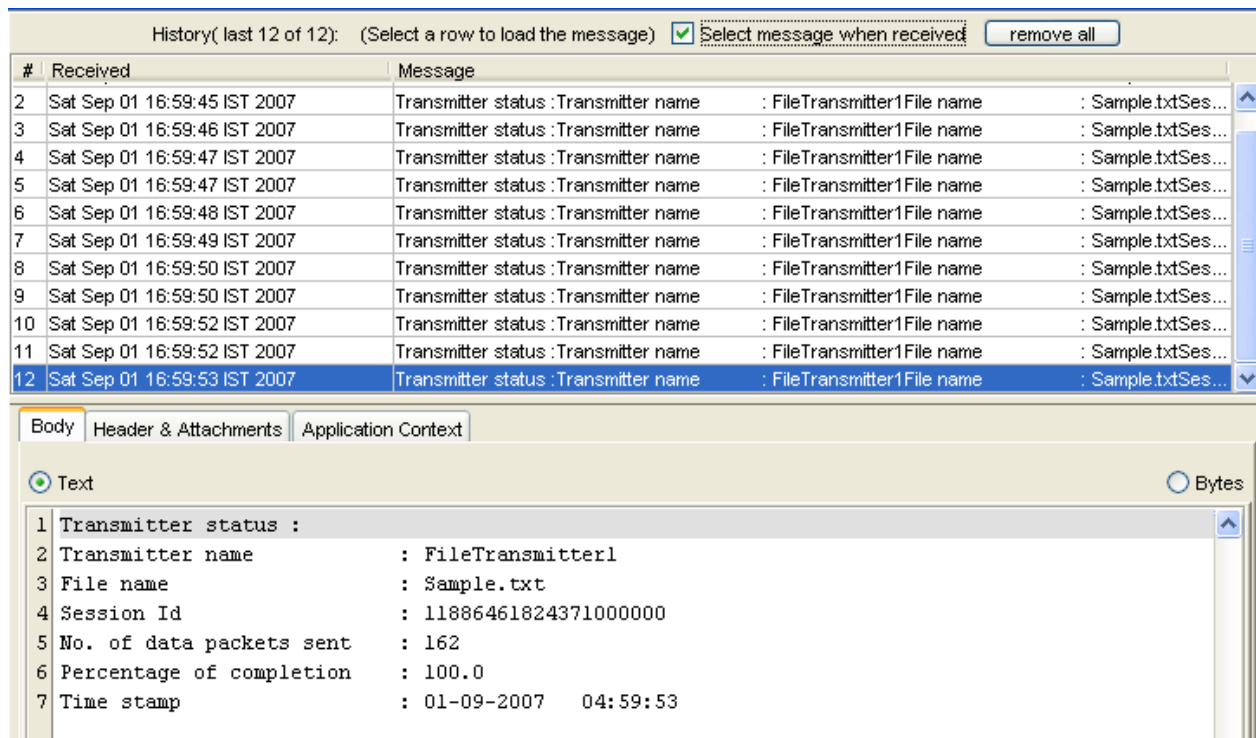 History( last 12 of 12): (Select a row to load the message) Select message when received remove all
# Received Message
2 Sat Sep 01 16:59:45 IST 2007 Transmitter status :Transmitter name : FileTransmitter1File name : Sample.txtSes...
3 Sat Sep 01 16:59:46 IST 2007 Transmitter status :Transmitter name : FileTransmitter1File name : Sample.txtSes...
4 Sat Sep 01 16:59:47 IST 2007 Transmitter status :Transmitter name : FileTransmitter1File name : Sample.txtSes...
5 Sat Sep 01 16:59:47 IST 2007 Transmitter status :Transmitter name : FileTransmitter1File name : Sample.txtSes...
6 Sat Sep 01 16:59:48 IST 2007 Transmitter status :Transmitter name : FileTransmitter1File name : Sample.txtSes...
7 Sat Sep 01 16:59:49 IST 2007 Transmitter status :Transmitter name : FileTransmitter1File name : Sample.txtSes...
8 Sat Sep 01 16:59:50 IST 2007 Transmitter status :Transmitter name : FileTransmitter1File name : Sample.txtSes...
9 Sat Sep 01 16:59:50 IST 2007 Transmitter status :Transmitter name : FileTransmitter1File name : Sample.txtSes...
10 Sat Sep 01 16:59:52 IST 2007 Transmitter status :Transmitter name : FileTransmitter1File name : Sample.txtSes...
11 Sat Sep 01 16:59:52 IST 2007 Transmitter status :Transmitter name : FileTransmitter1File name : Sample.txtSes...
12 Sat Sep 01 16:59:53 IST 2007 Transmitter status :Transmitter name : FileTransmitter1File name : Sample.txtSes...
Body Header & Attachments Application Context
Text Bytes
1 Transmitter status :
2 Transmitter name : FileTransmitter1
3 File name : Sample.txt
4 Session Id : 11886461824371000000
5 No. of data packets sent : 162
6 Percentage of completion : 100.0
7 Time stamp : 01-09-2007 04:59:53